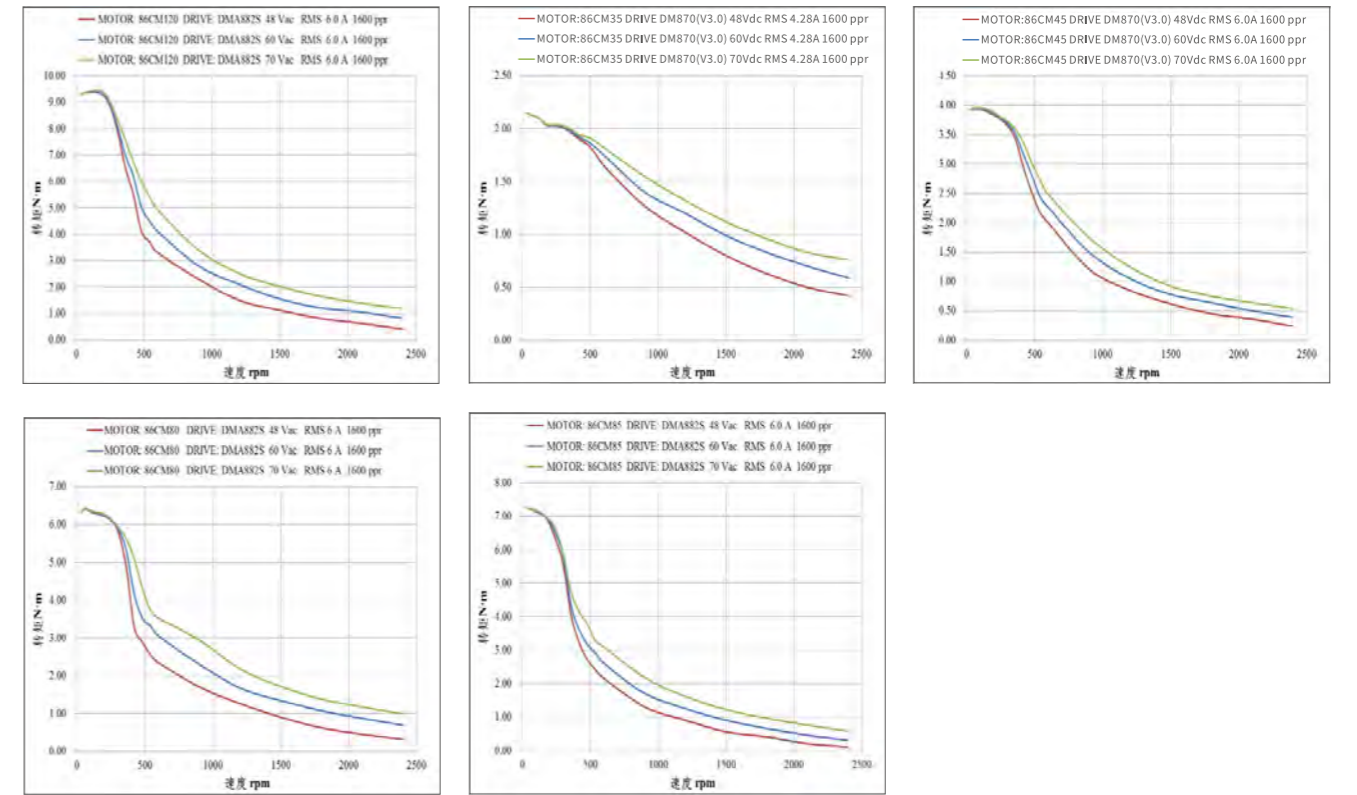 MOTOR: 86CM120 DRIVE: DMA882S 48 Vac RMS 6.0 A 1600 ppr
MOTOR: 86CM120 DRIVE: DMA882S 60 Vac RMS 6.0 A 1600 ppr
MOTOR: 86CM120 DRIVE: DMA882S 70 Vac RMS 6.0 A 1600 ppr
10.00
9.00
8.00
7.00
6.00
5.00
4.00
3.00
2.00
1.00
0.00
转矩N·m
0 500 1000 1500 2000 2500
速度 rpm
MOTOR:86CM35 DRIVE DM870(V3.0) 48Vdc RMS 4.28A 1600 ppr
MOTOR:86CM35 DRIVE DM870(V3.0) 60Vdc RMS 4.28A 1600 ppr
MOTOR:86CM35 DRIVE DM870(V3.0) 70Vdc RMS 4.28A 1600 ppr
2.50
2.00
1.50
1.00
0.50
0.00
转矩N·m
0 500 1000 1500 2000 2500
速度 rpm
MOTOR:86CM45 DRIVE DM870(V3.0) 48Vdc RMS 6.0A 1600 ppr
MOTOR:86CM45 DRIVE DM870(V3.0) 60Vdc RMS 6.0A 1600 ppr
MOTOR:86CM45 DRIVE DM870(V3.0) 70Vdc RMS 6.0A 1600 ppr
4.00
3.50
3.00
2.50
2.00
1.50
1.00
0.50
0.00
转矩N·m
0 500 1000 1500 2000 2500
速度 rpm
MOTOR: 86CM80 DRIVE: DMA882S 48 Vac RMS 6 A 1600 ppr
MOTOR: 86CM80 DRIVE: DMA882S 60 Vac RMS 6 A 1600 ppr
MOTOR: 86CM80 DRIVE: DMA882S 70 Vac RMS 6 A 1600 ppr
7.00
6.00
5.00
4.00
3.00
2.00
1.00
0.00
转矩N·m
0 500 1000 1500 2000 2500
速度 rpm
MOTOR: 86CM85 DRIVE: DMA882S 48 Vac RMS 6.0 A 1600 ppr
MOTOR: 86CM85 DRIVE: DMA882S 60 Vac RMS 6.0 A 1600 ppr
MOTOR: 86CM85 DRIVE: DMA882S 70 Vac RMS 6.0 A 1600 ppr
8.00
7.00
6.00
5.00
4.00
3.00
2.00
1.00
0.00
转矩N·m
0 500 1000 1500 2000 2500
速度 rpm